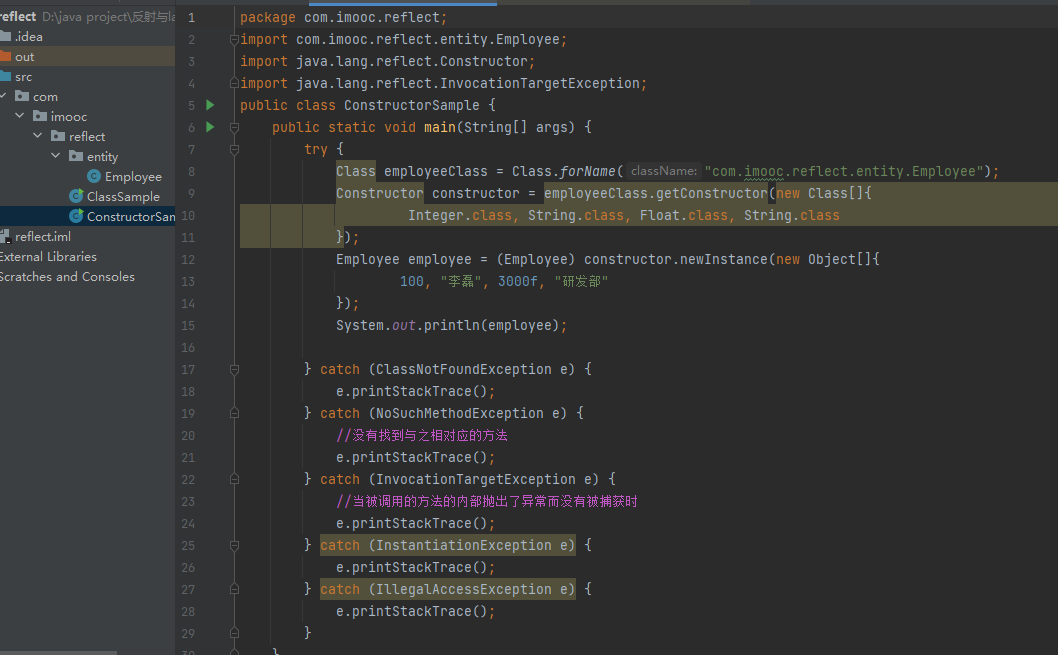 reflect D:\java project\反射与la
.idea
out
src
com
imooc
reflect
entity
Employee
ClassSample
ConstructorSan
reflect.iml
External Libraries
Scratches and Consoles
1 package com.imooc.reflect;
2 import com.imooc.reflect.entity.Employee;
3 import java.lang.reflect.Constructor;
4 import java.lang.reflect.InvocationTargetException;
5 public class ConstructorSample {
6 public static void main(String[] args) {
7 try {
8 Class employeeClass = Class.forName( className: "com.imooc.reflect.entity.Employee");
9 Constructor constructor = employeeClass.getConstructor(new Class[]{
10 Integer.class, String.class, Float.class, String.class
11 });
12 Employee employee = (Employee) constructor.newInstance(new Object[]{
13 100, "李磊", 3000f, "研发部"
14 });
15 System.out.println(employee);
16
17 } catch (ClassNotFoundException e) {
18 e.printStackTrace();
19 } catch (NoSuchMethodException e) {
20 //没有找到与之相对应的方法
21 e.printStackTrace();
22 } catch (InvocationTargetException e) {
23 //当被调用的方法的内部抛出了异常而没有被捕获时
24 e.printStackTrace();
25 } catch (InstantiationException e) {
26 e.printStackTrace();
27 } catch (IllegalAccessException e) {
28 e.printStackTrace();
29 }
30 }